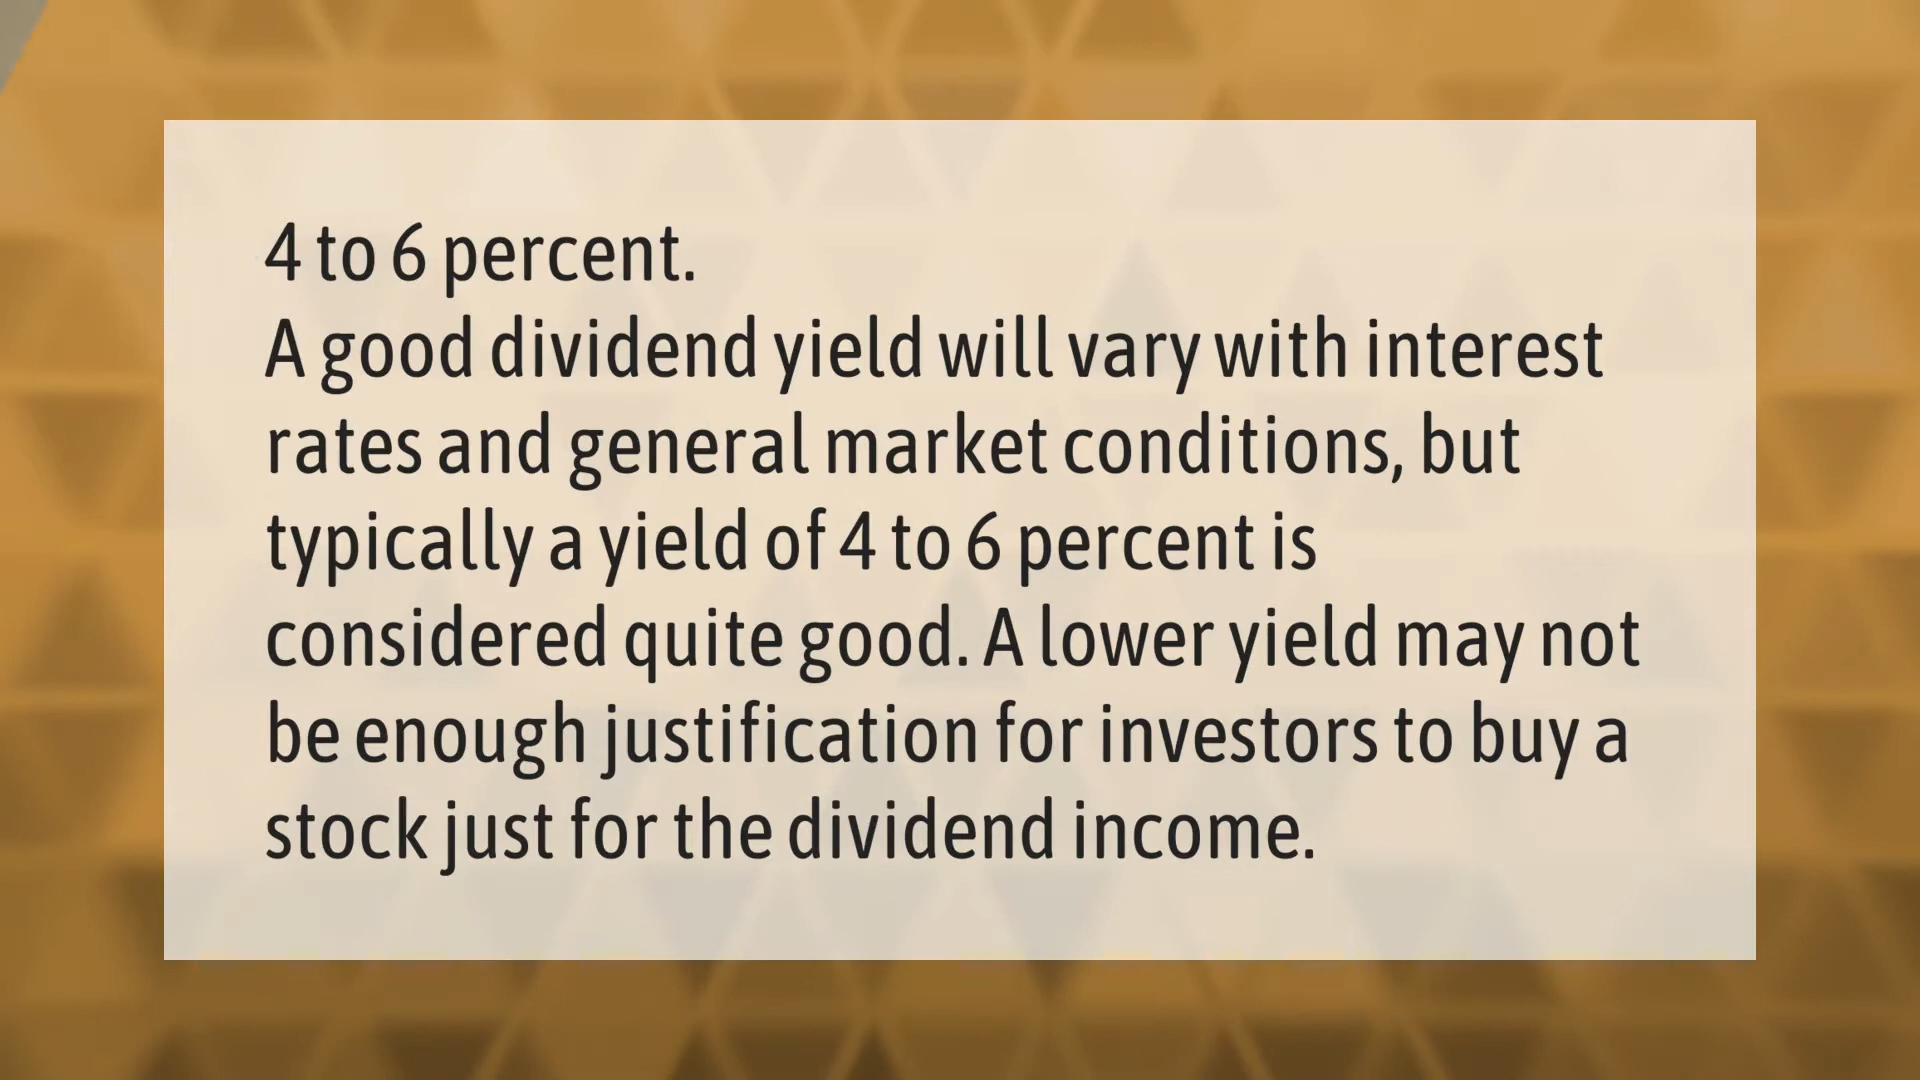 4 to 6 percent.
A good dividend yield will vary with interest
rates and general market conditions, but
typically a yield of 4 to 6 percent is
considered quite good. A lower yield may not
be enough justification for investors to buy a
stock just for the dividend income.